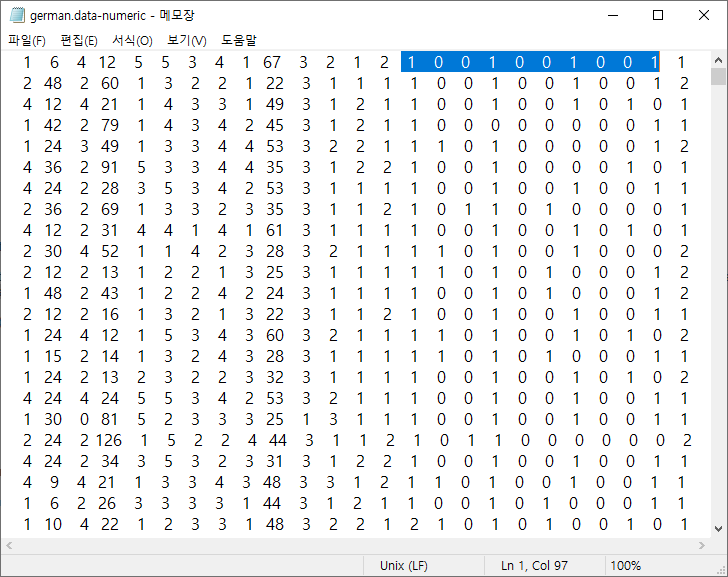 german.data-numeric - 메모장
파일(F) 편집(E) 서식(O) 보기(V) 도움말
1 6 4 12 5 5 3 4 1 67 3 2 1 2 1 0 0 1 0 0 1 0 0 1 1
2 48 2 60 1 3 2 2 1 22 3 1 1 1 1 0 0 1 0 0 1 0 0 1 2
4 12 4 21 1 4 3 3 1 49 3 1 2 1 1 0 0 1 0 0 1 0 1 0 1
1 42 2 79 1 4 3 4 2 45 3 1 2 1 1 0 0 0 0 0 0 0 0 1 1
1 24 3 49 1 3 3 4 4 53 3 2 2 1 1 1 0 1 0 0 0 0 0 1 2
4 36 2 91 5 3 3 4 4 35 3 1 2 2 1 0 0 1 0 0 0 0 1 0 1
4 24 2 28 3 5 3 4 2 53 3 1 1 1 1 0 0 1 0 0 1 0 0 1 1
2 36 2 69 1 3 3 2 3 35 3 1 1 2 1 0 1 1 0 1 0 0 0 0 1
4 12 2 31 4 4 1 4 1 61 3 1 1 1 1 0 0 1 0 0 1 0 1 0 1
2 30 4 52 1 1 4 2 3 28 3 2 1 1 1 1 0 1 0 0 1 0 0 0 2
2 12 2 13 1 2 2 1 3 25 3 1 1 1 1 0 1 0 1 0 1 0 0 0 1 2
1 48 2 43 1 2 2 4 2 24 3 1 1 1 1 0 0 1 0 1 0 0 0 1 2
2 12 2 16 1 3 2 1 3 22 3 1 1 2 1 0 0 1 0 0 1 0 0 1 1
1 24 4 12 1 5 3 4 3 60 3 2 1 1 1 1 0 1 0 0 1 0 1 0 2
1 15 2 14 1 3 2 4 3 28 3 1 1 1 1 0 1 0 1 0 1 0 0 0 1 1
1 24 2 13 2 3 2 2 3 32 3 1 1 1 1 0 0 1 0 0 1 0 1 0 2
4 24 4 24 5 5 3 4 2 53 3 2 1 1 1 0 0 1 0 0 1 0 0 1 1
1 30 0 81 5 2 3 3 3 25 1 3 1 1 1 0 0 1 0 0 1 0 0 1 1
2 24 2 126 1 5 2 2 4 44 3 1 1 2 1 0 1 1 0 0 0 0 0 0 2
4 24 2 34 3 5 3 2 3 31 3 1 2 2 1 0 0 1 0 0 1 0 0 1 1
4 9 4 21 1 3 3 4 3 48 3 3 1 2 1 1 0 1 0 0 1 0 0 1 1
1 6 2 26 3 3 3 3 1 44 3 1 2 1 1 0 0 1 0 1 0 0 0 1 1
1 10 4 22 1 2 3 3 1 48 3 2 2 1 2 1 0 1 0 1 0 0 1 0 1
Unix (LF) Ln 1, Col 97 100%